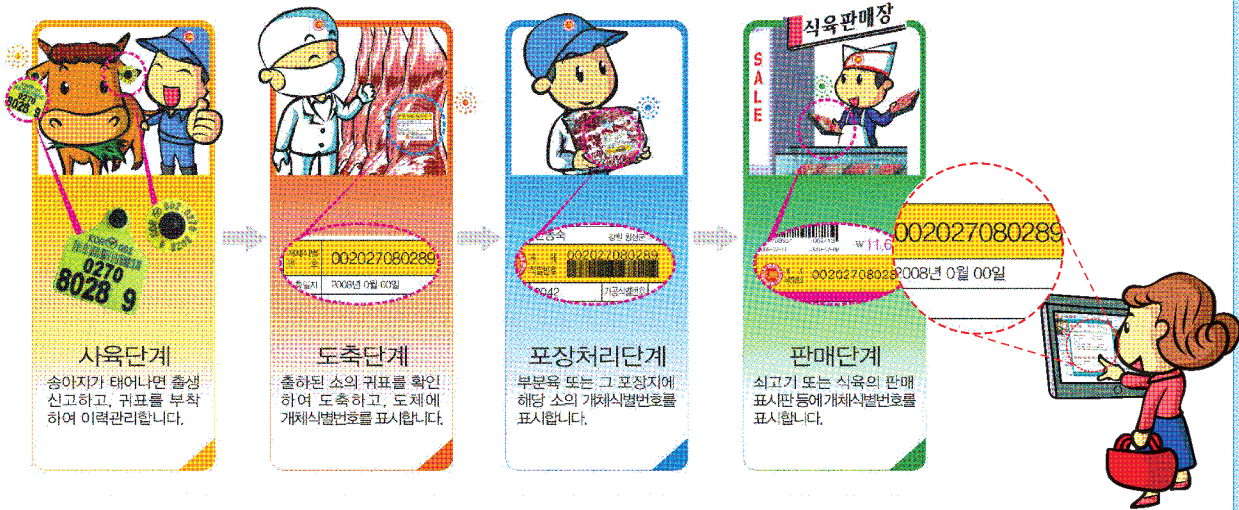 0270
8028 9
0270
8028 9
사육단계
송아지가 태어나면 출생
신고하고, 귀표를 부착
하여 이력관리합니다.
002027080289
2008년 0월 00일
도축단계
출하된 소의 귀표를 확인
하여 도축하고, 도체에
개체식별번호를 표시합니다.
002027080289
포장처리단계
부분육 또는 그 포장지에
해당 소의 개체식별번호를
표시합니다.
식육판매장
SALE
₩11,6
00202708028
판매단계
쇠고기 또는 식육의 판매
표시판 등에 개체식별번호를
표시합니다.
002027080289
2008년 0월 00일